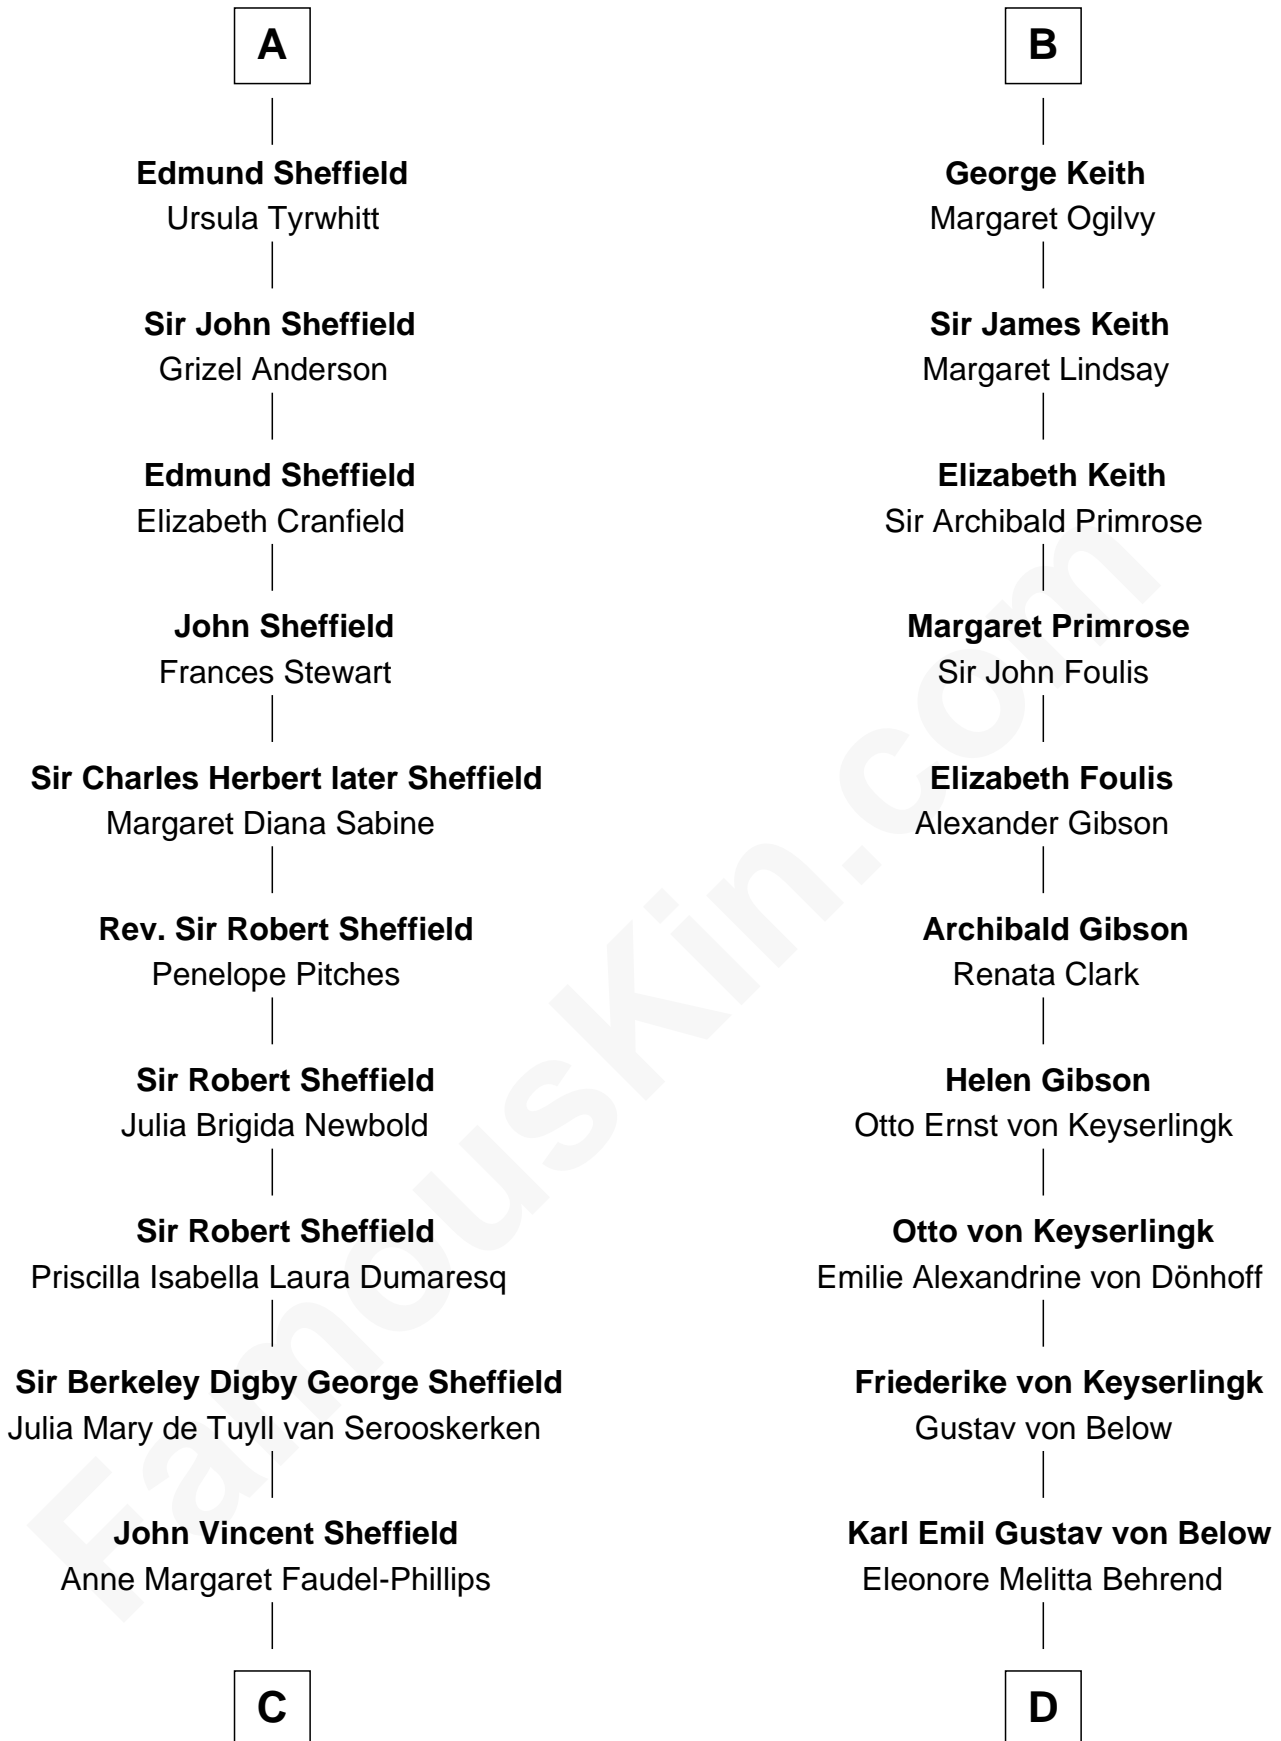 A
Edmund Sheffield
Ursula Tyrwhitt
Sir John Sheffield
Grizel Anderson
Edmund Sheffield
Elizabeth Cranfield
John Sheffield
Frances Stewart
Sir Charles Herbert later Sheffield
Margaret Diana Sabine
Rev. Sir Robert Sheffield
Penelope Pitches
Sir Robert Sheffield
Julia Brigida Newbold
Sir Robert Sheffield
Priscilla Isabella Laura Dumaresq
Sir Berkeley Digby George Sheffield
Julia Mary de Tuyll van Serooskerken
John Vincent Sheffield
Anne Margaret Faudel-Phillips
C
B
George Keith
Margaret Ogilvy
Sir James Keith
Margaret Lindsay
Elizabeth Keith
Sir Archibald Primrose
Margaret Primrose
Sir John Foulis
Elizabeth Foulis
Alexander Gibson
Archibald Gibson
Renata Clark
Helen Gibson
Otto Ernst von Keyserlingk
Otto von Keyserlingk
Emilie Alexandrine von Dönhoff
Friederike von Keyserlingk
Gustav von Below
Karl Emil Gustav von Below
Eleonore Melitta Behrend
D
FamousKin.com